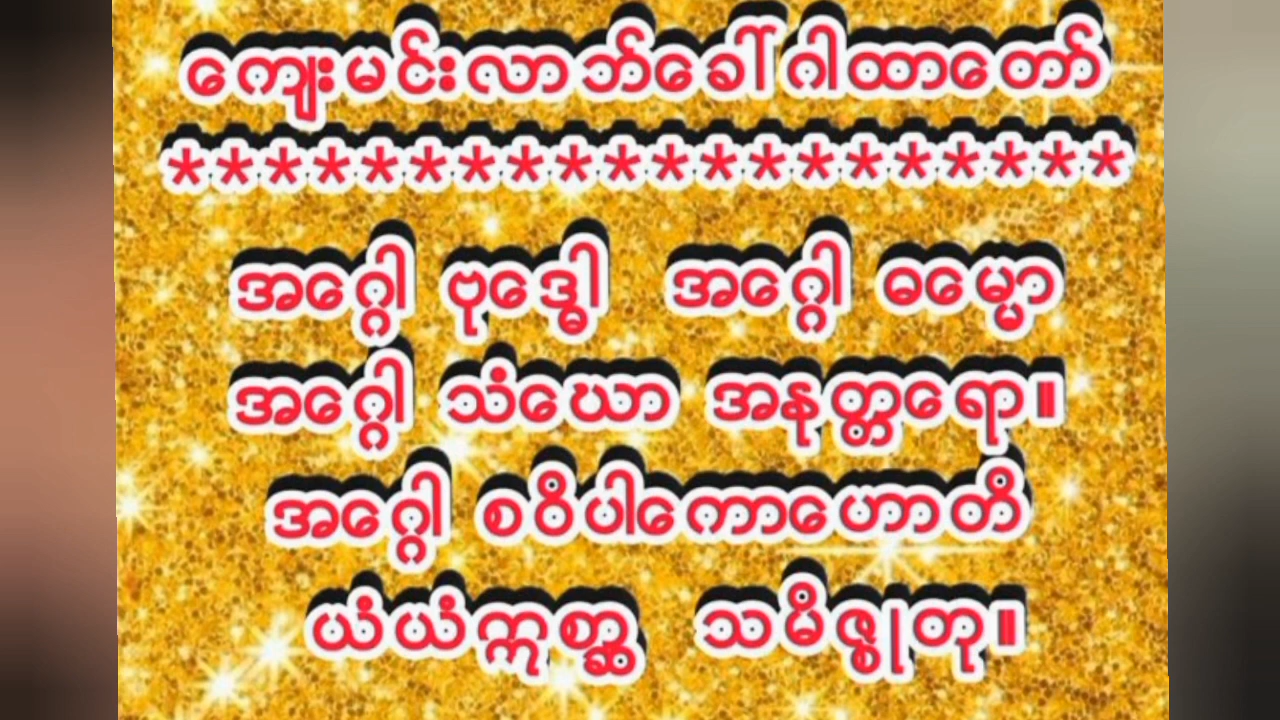 ကျေးမင်းလာဘ်ခေါ်ဂါထာတော်
********************
အဂ္ဂေါ ဗုဒ္ဓေါ အဂ္ဂေါ ဓမ္မော
အဂ္ဂေါ သံဃော အနုတ္တရော။
အဂ္ဂေါ စဝိပါကောဟောတိ
ယံယံဣစ္ဆာ သမိဇ္ဈတု။